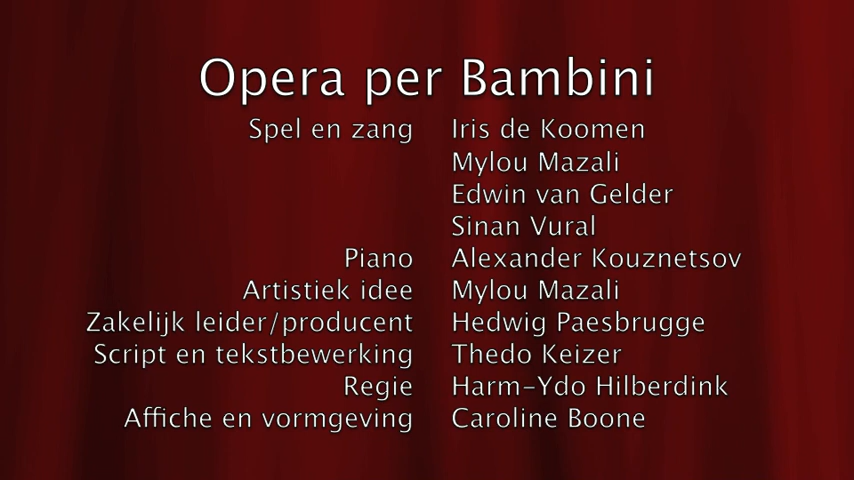 Opera per Bambini
Spel en zang Iris de Koomen
Mylou Mazali
Edwin van Gelder
Sinan Vural
Piano Alexander Kouznetsov
Artistiek idee Mylou Mazali
Zakelijk leider/producent Hedwig Paesbrugge
Script en tekstbewerking Thedo Keizer
Regie Harm-Ydo Hilberdink
Affiche en vormgeving Caroline Boone